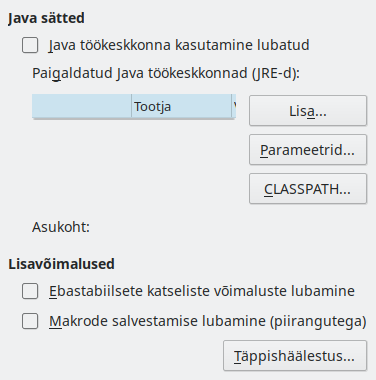 Java sätted
Java töökeskkonna kasutamine lubatud
Paigaldatud Java töökeskkonnad (JRE-d):
Tootja
Lisa...
Parameetrid...
CLASSPATH...
Asukoht:
Lisavõimalused
Ebastabiilsete katseliste võimaluste lubamine
Makrode salvestamise lubamine (piirangutega)
Täppishäälestus...